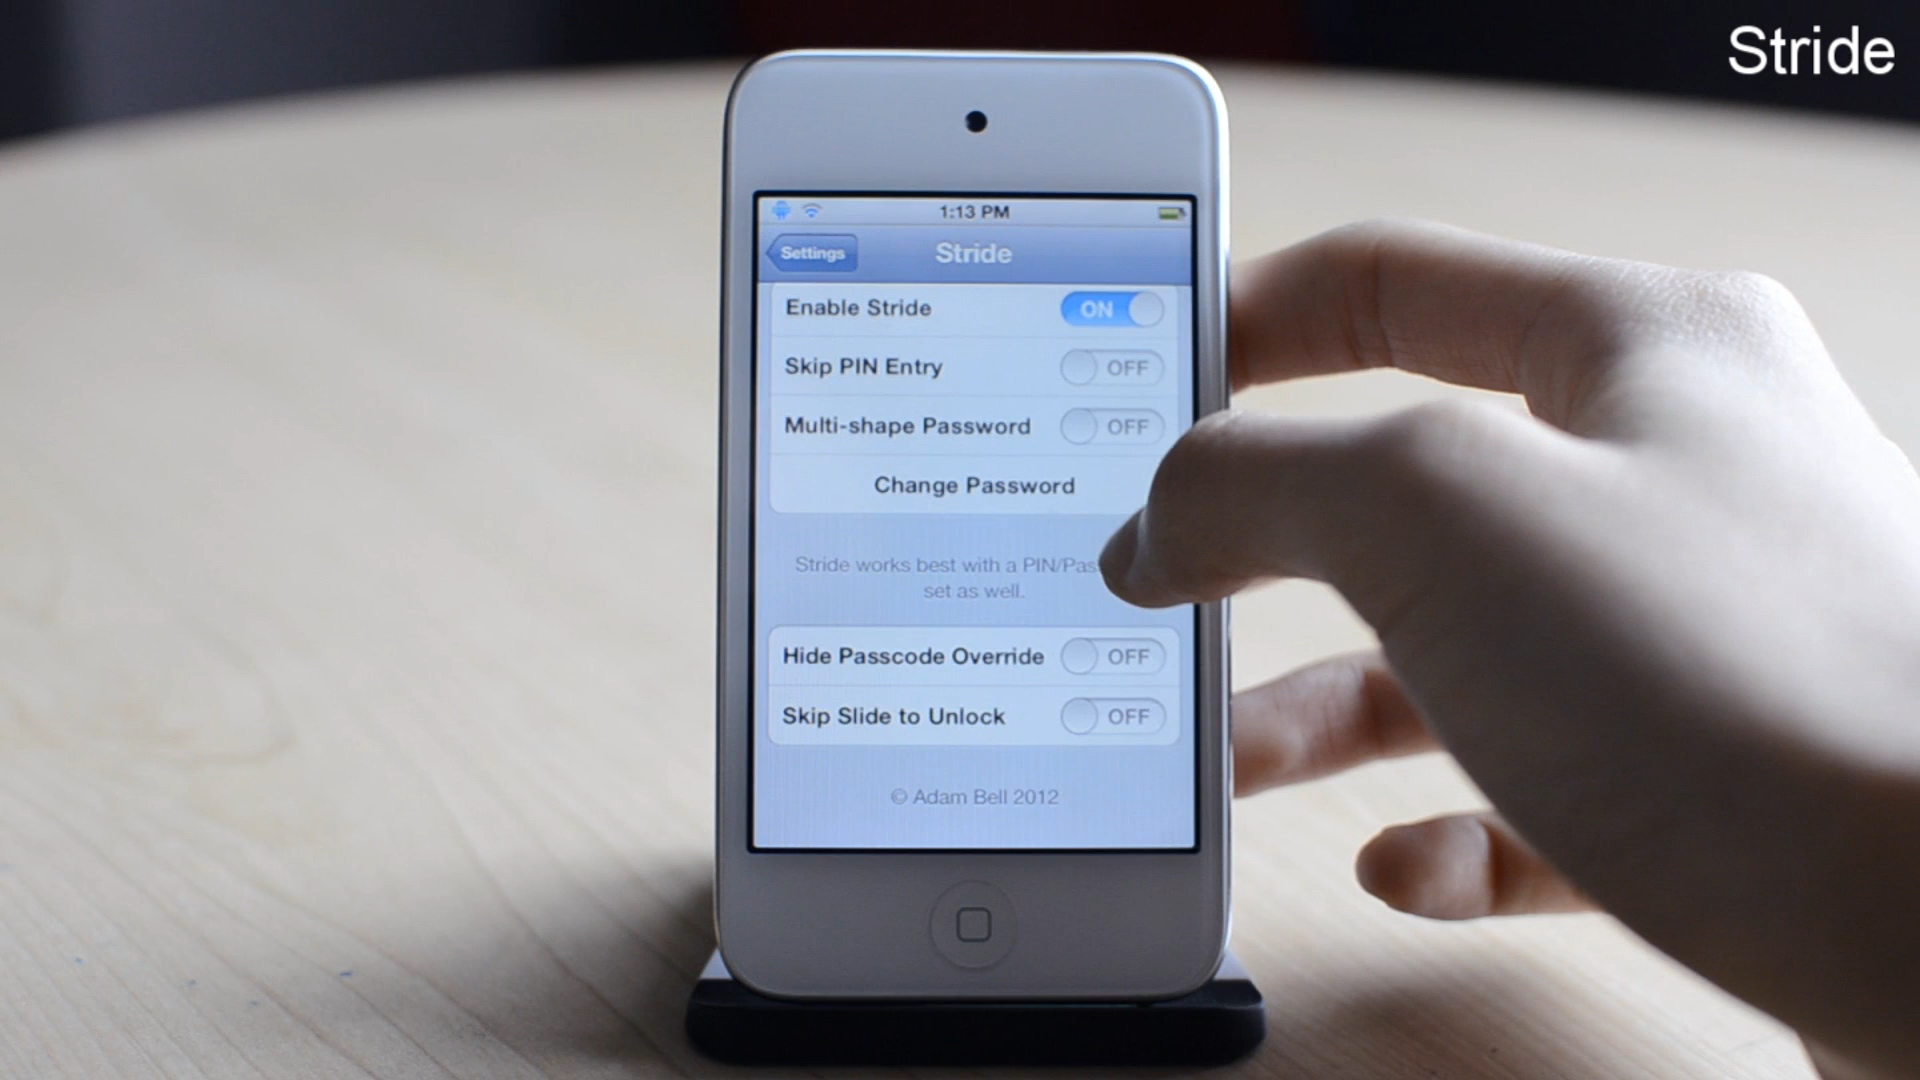 Stride
1:13 PM
Settings
Stride
Enable Stride ON
Skip PIN Entry OFF
Multi-shape Password OFF
Change Password
Stride works best with a PIN/Pas
set as well.
Hide Passcode Override OFF
Skip Slide to Unlock OFF
© Adam Bell 2012